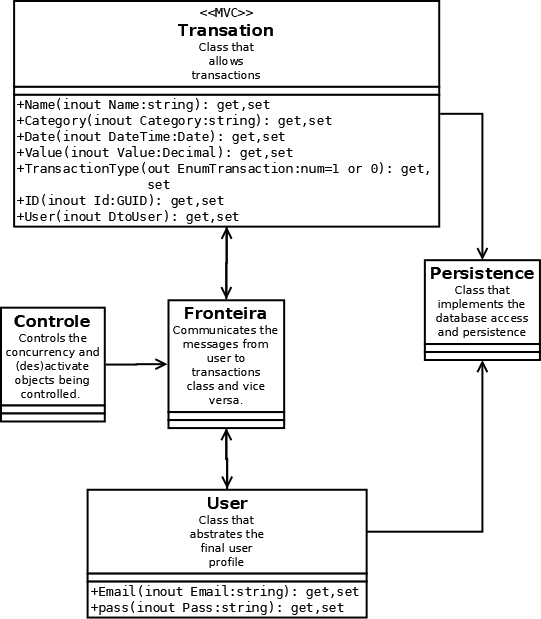 <<MVC>>
Transation
Class that
allows
transactions
+Name(inout Name:string): get,set
+Category(inout Category:string): get,set
+Date(inout DateTime:Date): get,set
+Value(inout Value:Decimal): get,set
+TransactionType(out EnumTransaction:num=1 or 0): get,
set
+ID(inout Id:GUID): get,set
+User(inout DtoUser): get,set
Persistence
Class that
implements the
database access
and persistence
Controle
Controls the
concurrency and
(des)activate
objects being
controlled.
Fronteira
Communicates the
messages from
user to
transactions
class and vice
versa.
User
Class that
abstrates the
final user
profile
+Email(inout Email:string): get,set
+pass(inout Pass:string): get,set